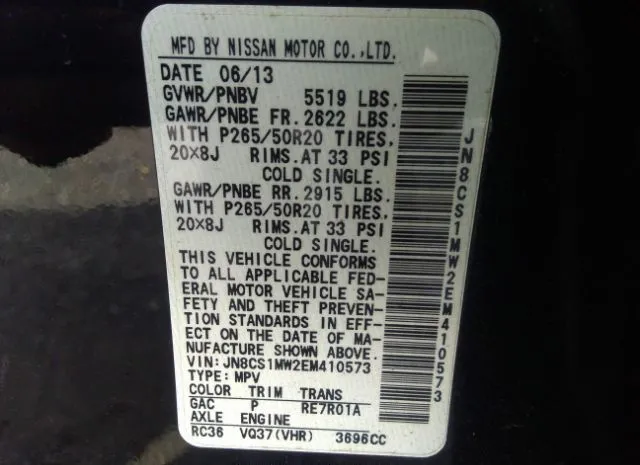 MFD BY NISSAN MOTOR CO.,LTD.
DATE 06/13
GVWR/PNBV 5519 LBS.
GAWR/PNBE FR. 2622 LBS.
WITH P265/50R20 TIRES,
20X8J RIMS.AT 33 PSI
COLD SINGLE.
GAWR/PNBE RR. 2915 LBS.
WITH P265/50R20 TIRES,
20X8J RIMS.AT 33 PSI
COLD SINGLE.
THIS VEHICLE CONFORMS
TO ALL APPLICABLE FED-
ERAL MOTOR VEHICLE SA-
FETY AND THEFT PREVEN-
TION STANDARDS IN EFF-
ECT ON THE DATE OF MA-
NUFACTURE SHOWN ABOVE.
VIN:JN8CS1MW2EM410573
TYPE:MPV
COLOR TRIM TRANS
GAC P RE7R01A
AXLE ENGINE
RC36 VQ37(VHR) 3696CC
JN8CS1MW2EM410573